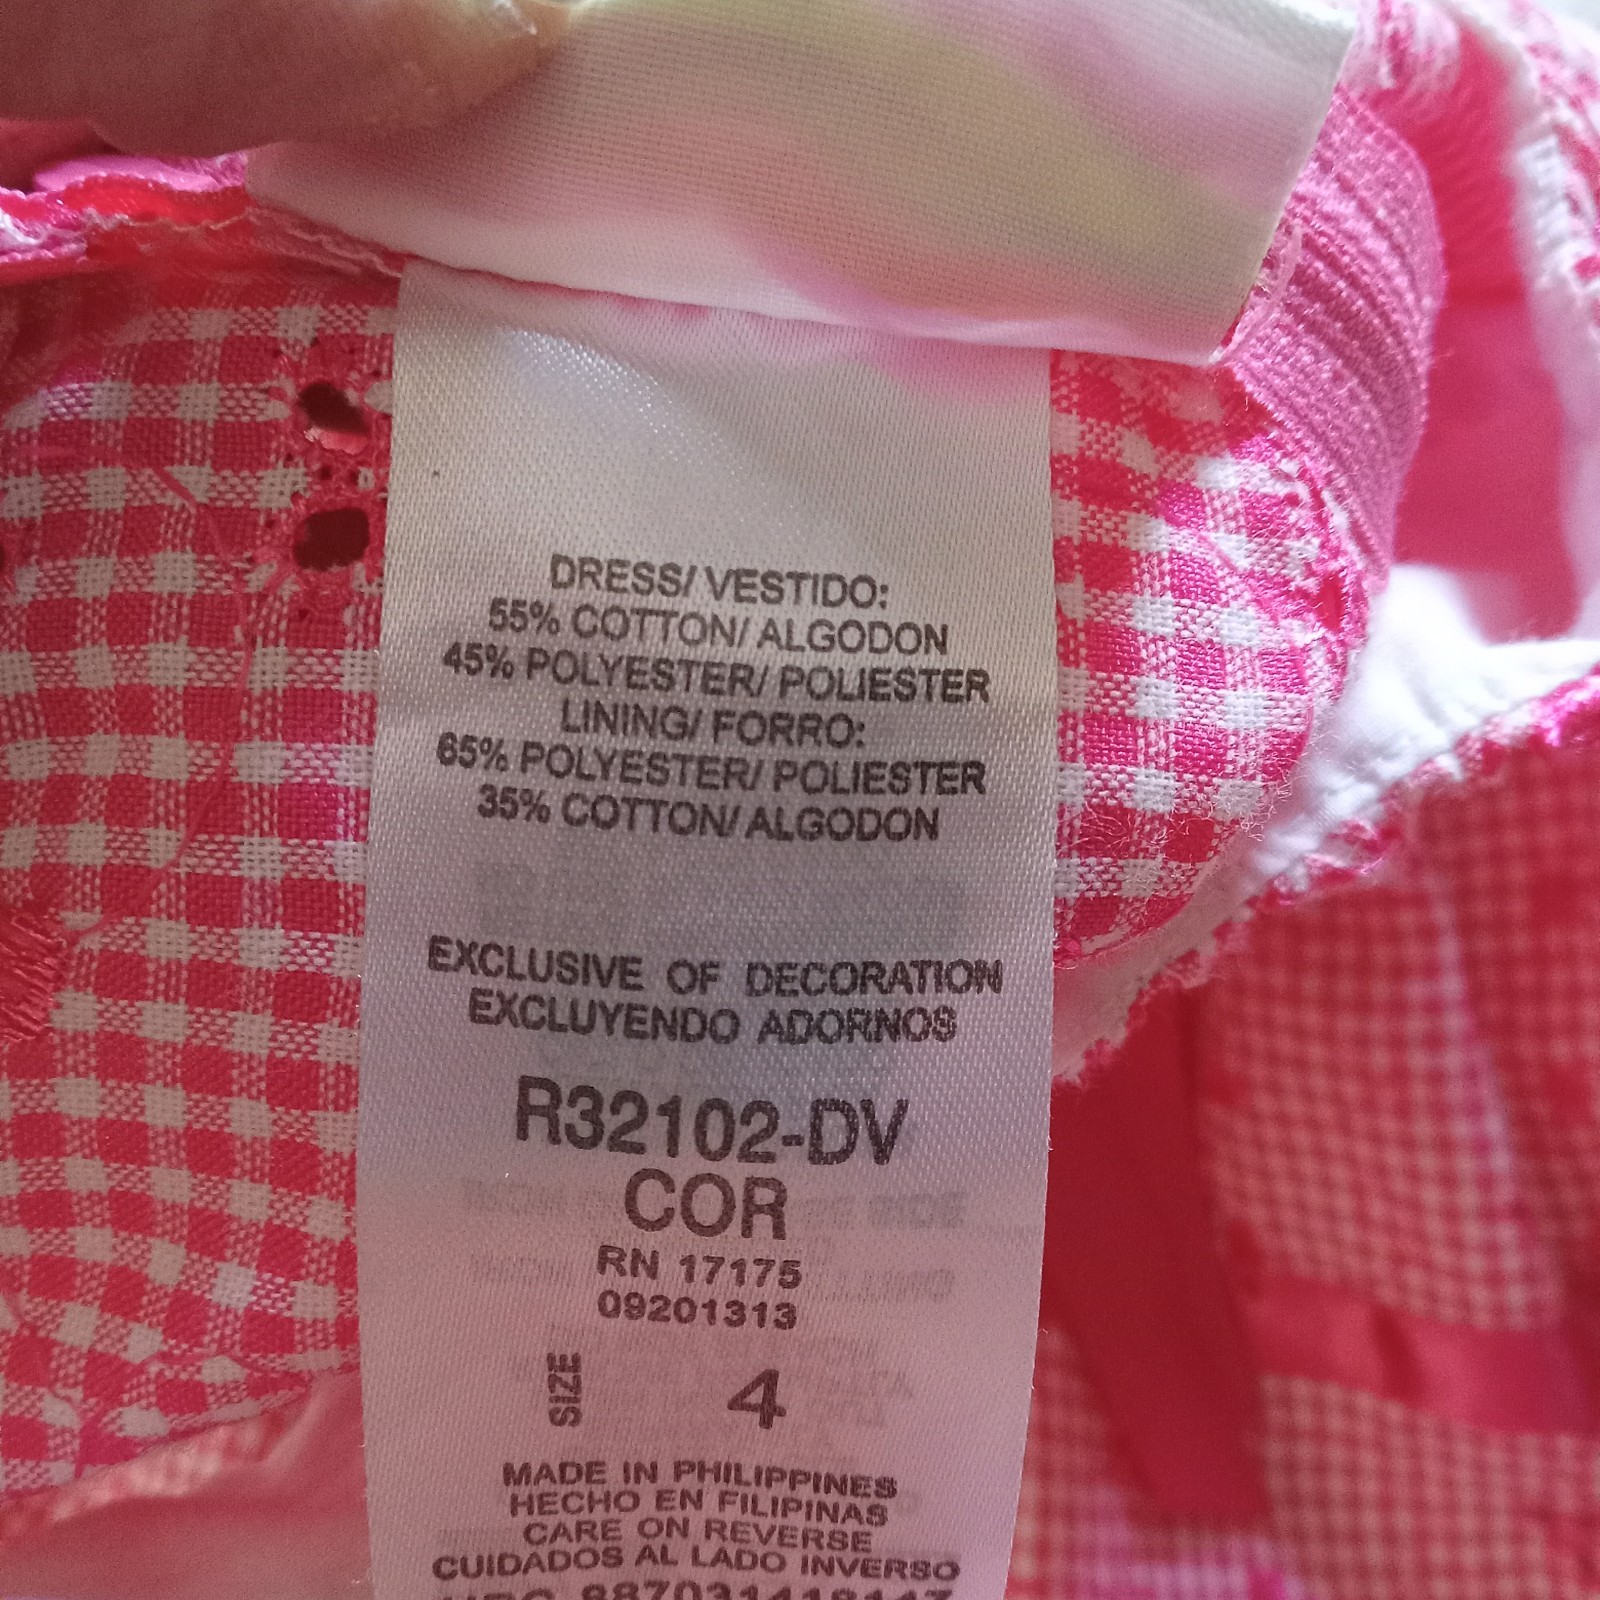 DRESS/ VESTIDO:
55% COTTON/ ALGODON
45% POLYESTER/ POLIESTER
LINING/ FORRO:
65% POLYESTER/ POLIESTER
35% COTTON/ ALGODON
EXCLUSIVE OF DECORATION
EXCLUYENDO ADORNOS
R32102-DV
COR
RN 17175
09201313
SIZE 4
MADE IN PHILIPPINES
HECHO EN FILIPINAS
CARE ON REVERSE
CUIDADOS AL LADO INVERSO